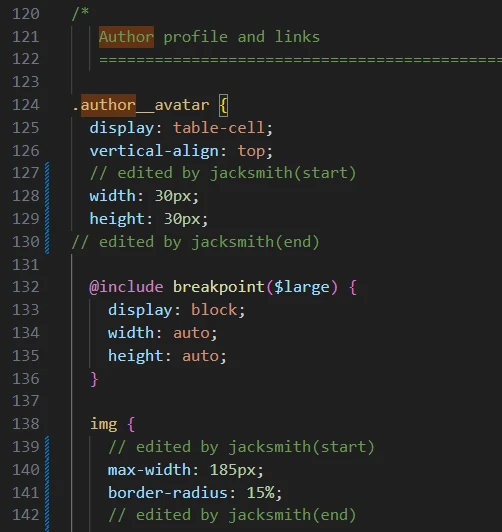 120 /*
121 Author profile and links
122 ===============================================
123
124 .author__avatar {
125 display: table-cell;
126 vertical-align: top;
127 // edited by jacksmith(start)
128 width: 30px;
129 height: 30px;
130 // edited by jacksmith(end)
131
132 @include breakpoint($large) {
133 display: block;
134 width: auto;
135 height: auto;
136 }
137
138 img {
139 // edited by jacksmith(start)
140 max-width: 185px;
141 border-radius: 15%;
142 // edited by jacksmith(end)